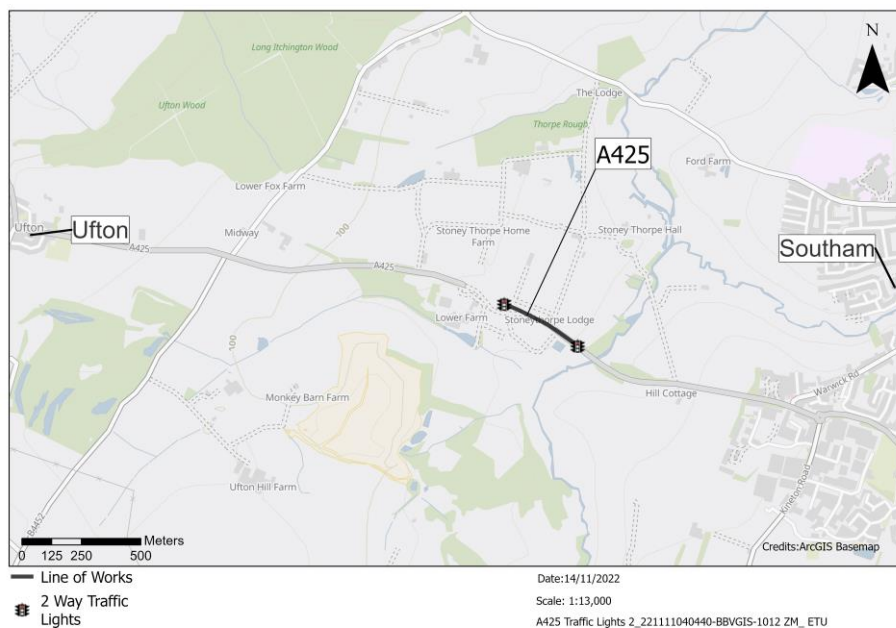 N
Long Itchington Wood
Ufton Wood
The Lodge
Thorpe Rough
A425
Ford Farm
Lower Fox Farm
Ufton
Ufton
Midway
100
A425
Stoney Thorpe Home
Farm
Stoney Thorpe Hall
Southam
A425
100
Lower Farm
Stoneythorpe Lodge
Warwick Rd
Monkey Barn Farm
Hill Cottage
Ufton Hill Farm
Kineton Road
B4452
Meters
0 125 250 500
Credits:ArcGIS Basemap
Line of Works
2 Way Traffic
Lights
Date:14/11/2022
Scale: 1:13,000
A425 Traffic Lights 2_221111040440-BBVGIS-1012 ZM_ ETU